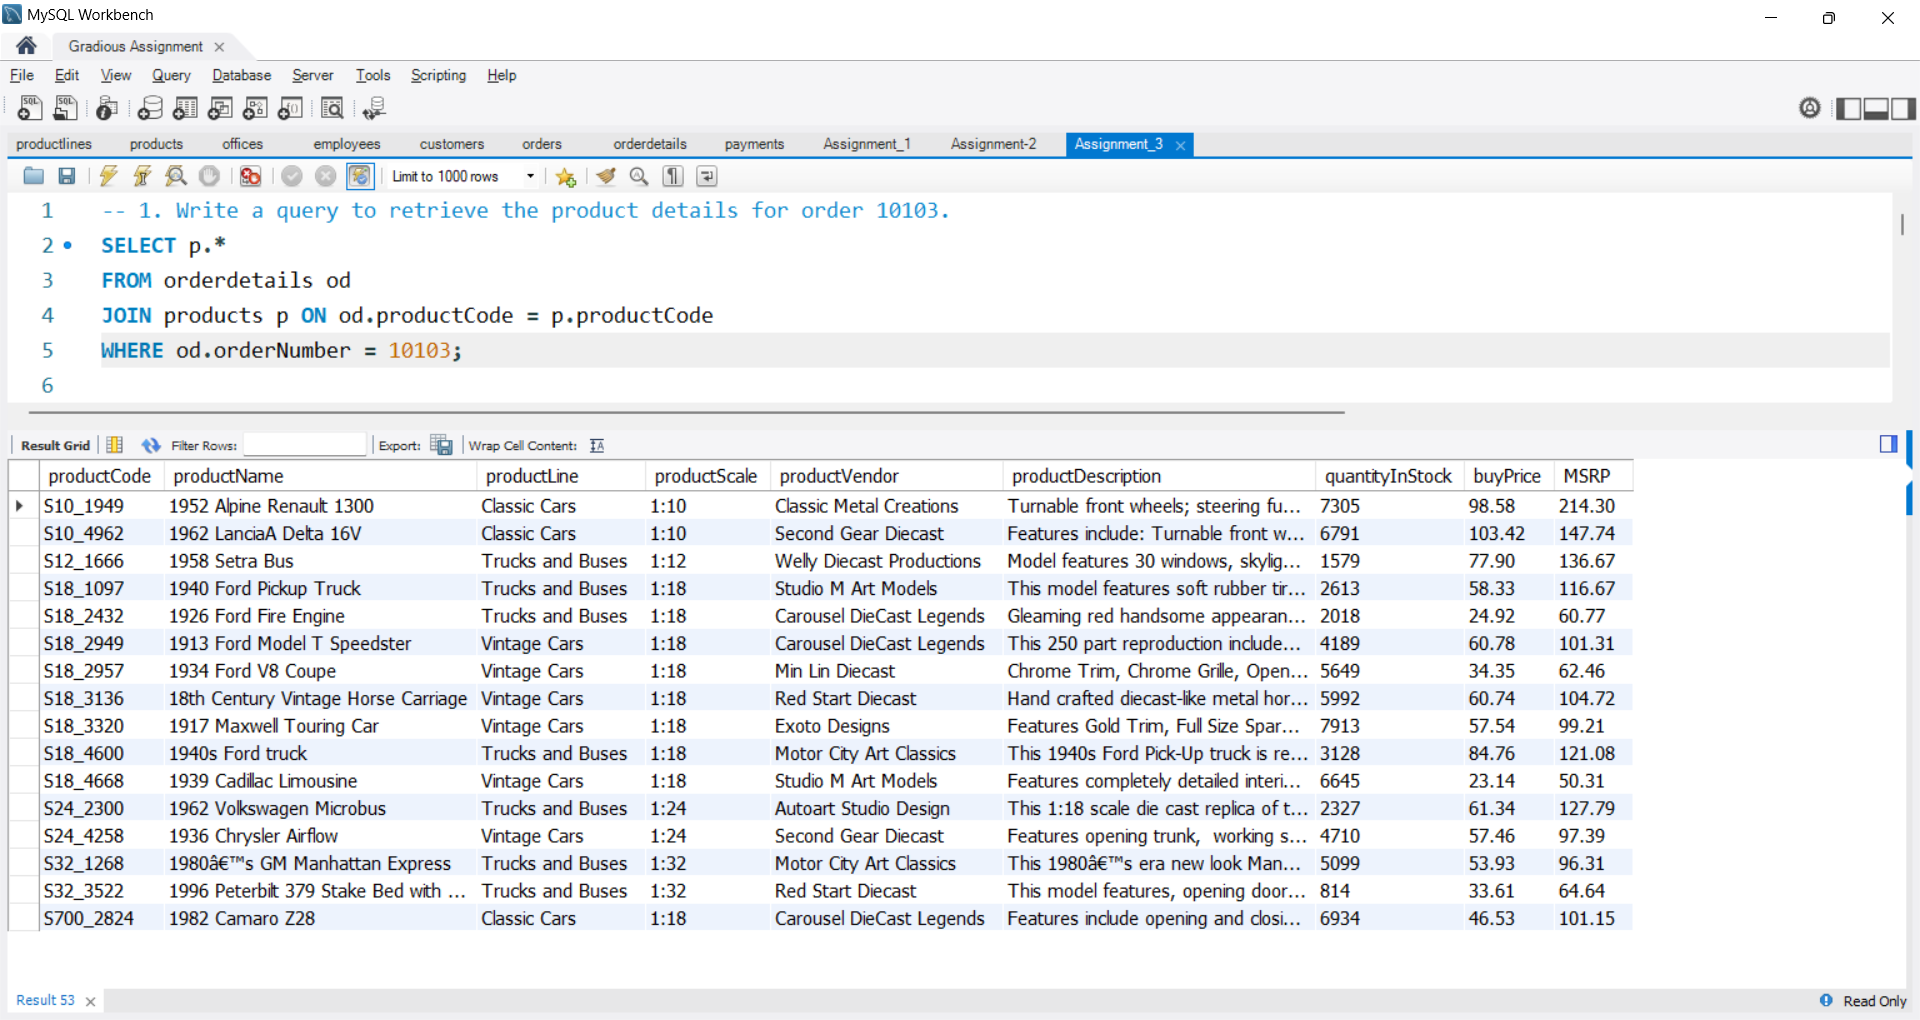 MySQL Workbench
Gradious Assignment
File Edit View Query Database Server Tools Scripting Help
productlines products offices employees customers orders orderdetails payments Assignment_1 Assignment-2 Assignment_3
Limit to 1000 rows
1 -- 1. Write a query to retrieve the product details for order 10103.
2 SELECT p.*
3 FROM orderdetails od
4 JOIN products p ON od.productCode = p.productCode
5 WHERE od.orderNumber = 10103;
6
Result Grid Filter Rows: Export: Wrap Cell Content:
productCode productName productLine productScale productVendor productDescription quantityInStock buyPrice MSRP
S10_1949 1952 Alpine Renault 1300 Classic Cars 1:10 Classic Metal Creations Turnable front wheels; steering fu... 7305 98.58 214.30
S10_4962 1962 LanciaA Delta 16V Classic Cars 1:10 Second Gear Diecast Features include: Turnable front w... 6791 103.42 147.74
S12_1666 1958 Setra Bus Trucks and Buses 1:12 Welly Diecast Productions Model features 30 windows, skylig... 1579 77.90 136.67
S18_1097 1940 Ford Pickup Truck Trucks and Buses 1:18 Studio M Art Models This model features soft rubber tir... 2613 58.33 116.67
S18_2432 1926 Ford Fire Engine Trucks and Buses 1:18 Carousel DieCast Legends Gleaming red handsome appearan... 2018 24.92 60.77
S18_2949 1913 Ford Model T Speedster Vintage Cars 1:18 Carousel DieCast Legends This 250 part reproduction include... 4189 60.78 101.31
S18_2957 1934 Ford V8 Coupe Vintage Cars 1:18 Min Lin Diecast Chrome Trim, Chrome Grille, Open... 5649 34.35 62.46
S18_3136 18th Century Vintage Horse Carriage Vintage Cars 1:18 Red Start Diecast Hand crafted diecast-like metal hor... 5992 60.74 104.72
S18_3320 1917 Maxwell Touring Car Vintage Cars 1:18 Exoto Designs Features Gold Trim, Full Size Spar... 7913 57.54 99.21
S18_4600 1940s Ford truck Trucks and Buses 1:18 Motor City Art Classics This 1940s Ford Pick-Up truck is re... 3128 84.76 121.08
S18_4668 1939 Cadillac Limousine Vintage Cars 1:18 Studio M Art Models Features completely detailed interi... 6645 23.14 50.31
S24_2300 1962 Volkswagen Microbus Trucks and Buses 1:24 Autoart Studio Design This 1:18 scale die cast replica of t... 2327 61.34 127.79
S24_4258 1936 Chrysler Airflow Vintage Cars 1:24 Second Gear Diecast Features opening trunk, working s... 4710 57.46 97.39
S32_1268 1980â€™s GM Manhattan Express Trucks and Buses 1:32 Motor City Art Classics This 1980â€™s era new look Man... 5099 53.93 96.31
S32_3522 1996 Peterbilt 379 Stake Bed with ... Trucks and Buses 1:32 Red Start Diecast This model features, opening door... 814 33.61 64.64
S700_2824 1982 Camaro Z28 Classic Cars 1:18 Carousel DieCast Legends Features include opening and closi... 6934 46.53 101.15
Result 53 Read Only